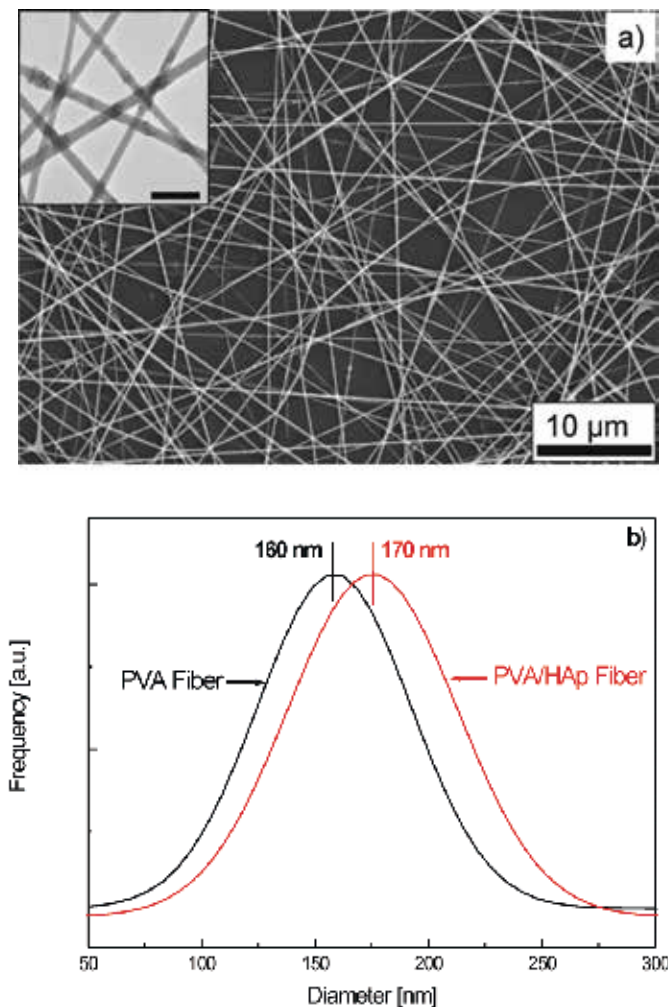 a)
10 µm
b)
160 nm 170 nm
PVA Fiber
PVA/HAp Fiber
Frequency [a.u.]
50 100 150 200 250 300
Diameter [nm]